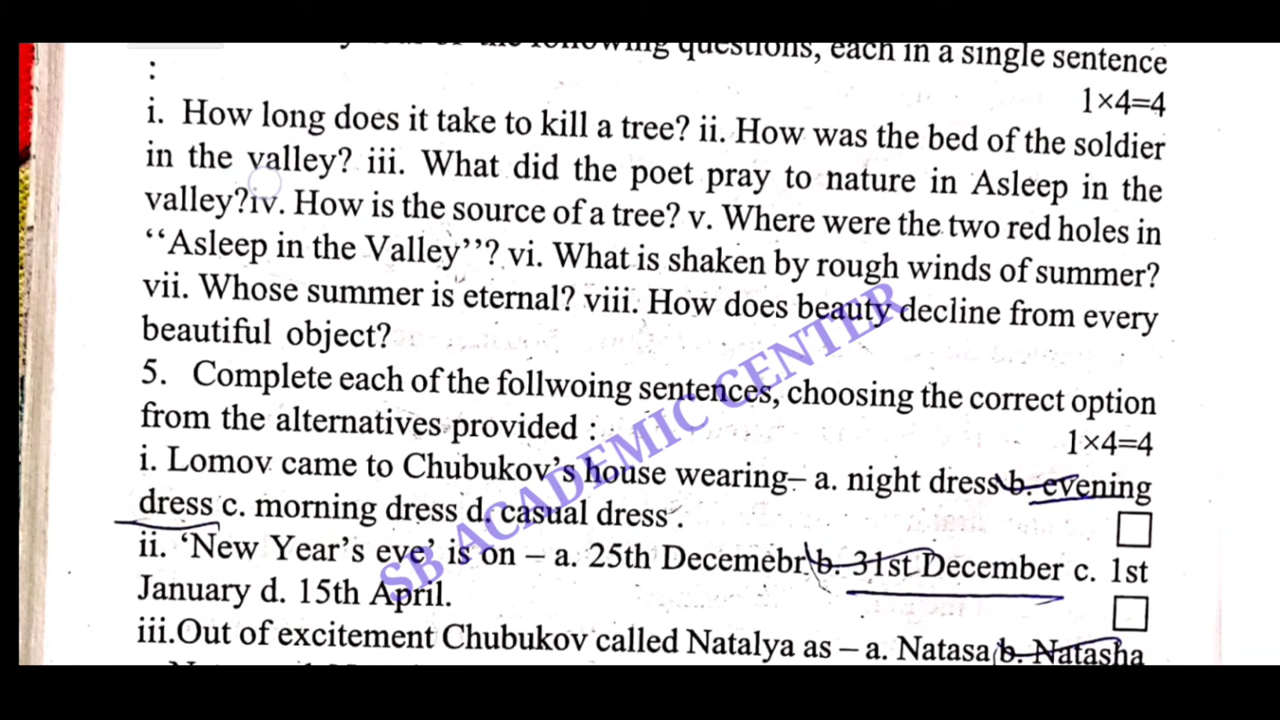 following questions, each in a single sentence
:
1×4=4
i. How long does it take to kill a tree? ii. How was the bed of the soldier
in the valley? iii. What did the poet pray to nature in Asleep in the
valley?iv. How is the source of a tree? v. Where were the two red holes in
‘‘Asleep in the Valley’’? vi. What is shaken by rough winds of summer?
vii. Whose summer is eternal? viii. How does beauty decline from every
beautiful object?
5. Complete each of the follwoing sentences, choosing the correct option
from the alternatives provided :
1×4=4
i. Lomov came to Chubukov’s house wearing– a. night dress b. evening
dress c. morning dress d. casual dress .
ii. ‘New Year’s eve’ is on – a. 25th Decemebr b. 31st December c. 1st
January d. 15th April.
iii.Out of excitement Chubukov called Natalya as – a. Natasa b. Natasha
SB ACADEMIC CENTER